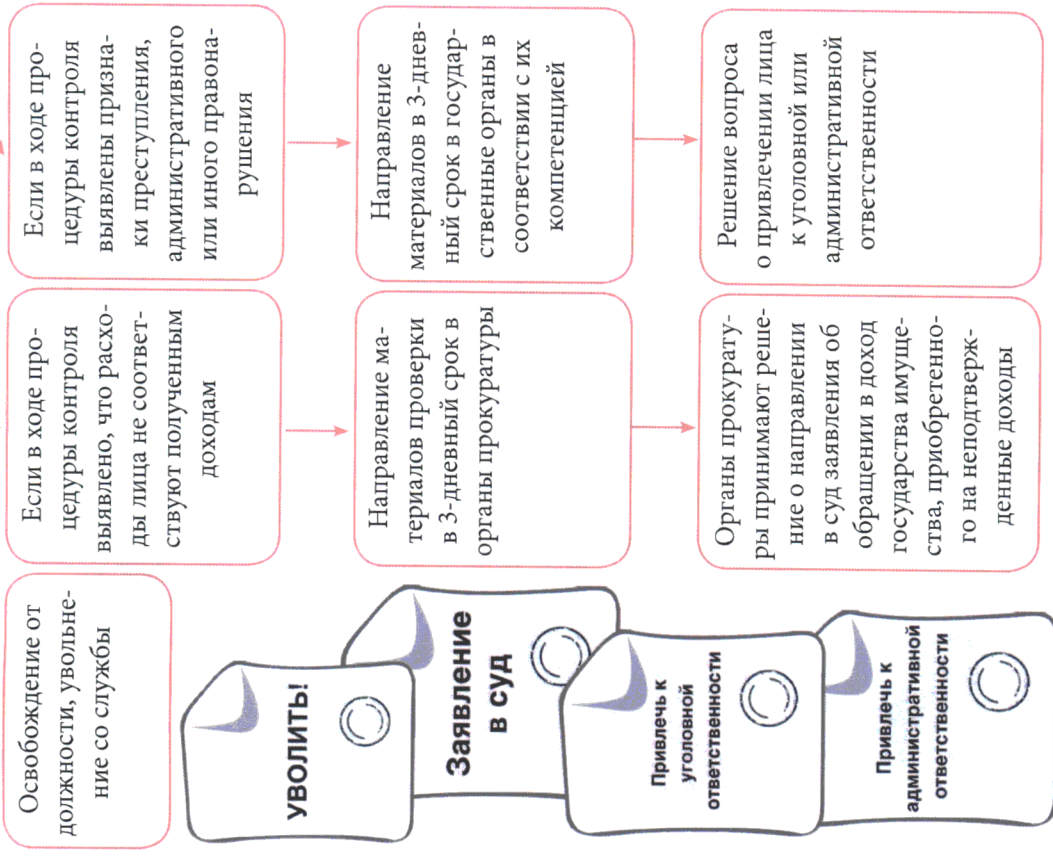 Освобождение от
должности, увольне-
ние со службы
Если в ходе про-
цедуры контроля
выявлено, что расхо-
ды лица не соответ-
ствуют полученным
доходам
Если в ходе про-
цедуры контроля
выявлены призна-
ки преступления,
административного
или иного правона-
рушения
Направление ма-
териалов проверки
в 3-дневный срок в
органы прокуратуры
Направление
материалов в 3-днев-
ный срок в государ-
ственные органы в
соответствии с их
компетенцией
Органы прокурату-
ры принимают реше-
ние о направлении
в суд заявления об
обращении в доход
государства имуще-
ства, приобретенно-
го на неподтверж-
денные доходы
Решение вопроса
о привлечении лица
к уголовной или
административной
ответственности
УВОЛИТЬ!
Заявление
в суд
Привлечь к
уголовной
ответственности
Привлечь к
административной
ответственности